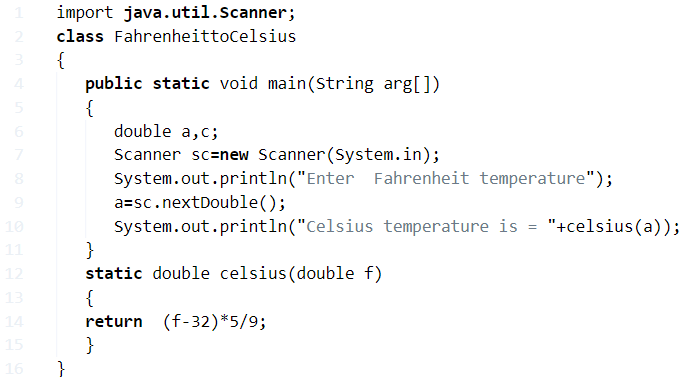 1 import java.util.Scanner;
2 class FahrenheittoCelsius
3 {
4 public static void main(String arg[])
5 {
6 double a,c;
7 Scanner sc=new Scanner(System.in);
8 System.out.println("Enter  Fahrenheit temperature");
9 a=sc.nextDouble();
10 System.out.println("Celsius temperature is = "+celsius(a));
11 }
12 static double celsius(double f)
13 {
14 return  (f-32)*5/9;
15 }
16 }